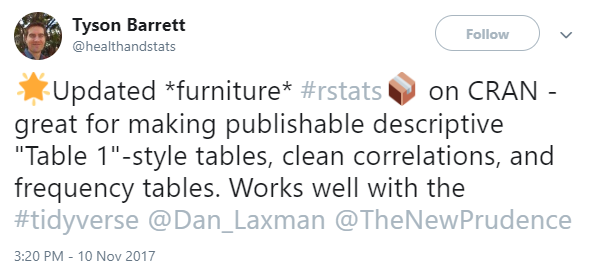 Tyson Barrett
@healthandstats
Follow
🌟Updated *furniture* #rstats📦 on CRAN -
great for making publishable descriptive
"Table 1"-style tables, clean correlations, and
frequency tables. Works well with the
#tidyverse @Dan_Laxman @TheNewPrudence
3:20 PM - 10 Nov 2017